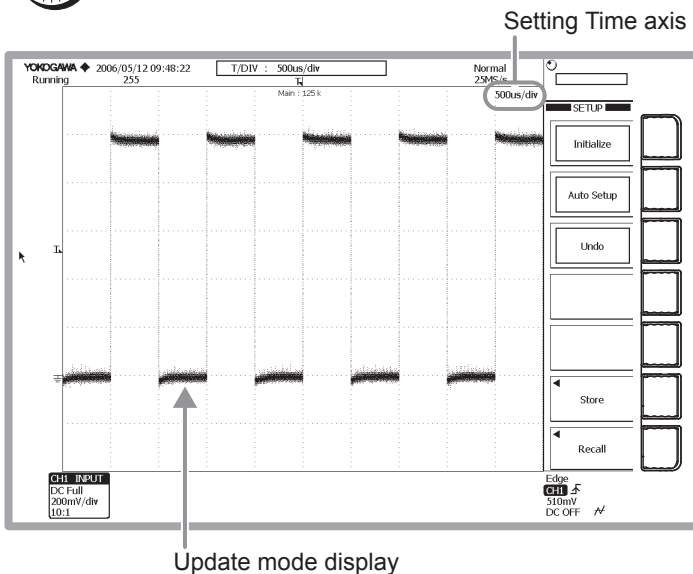 Setting Time axis
YOKOGAWA ◆ 2006/05/12 09:48:22
T/DIV : 500us/div
Normal
Running
255
25MS/s
Main : 125 k
500us/div
SETUP
Initialize
Auto Setup
Undo
Store
Recall
CH1 INPUT
DC Full
200mV/div
10:1
Edge
CH1
510mV
DC OFF
Update mode display